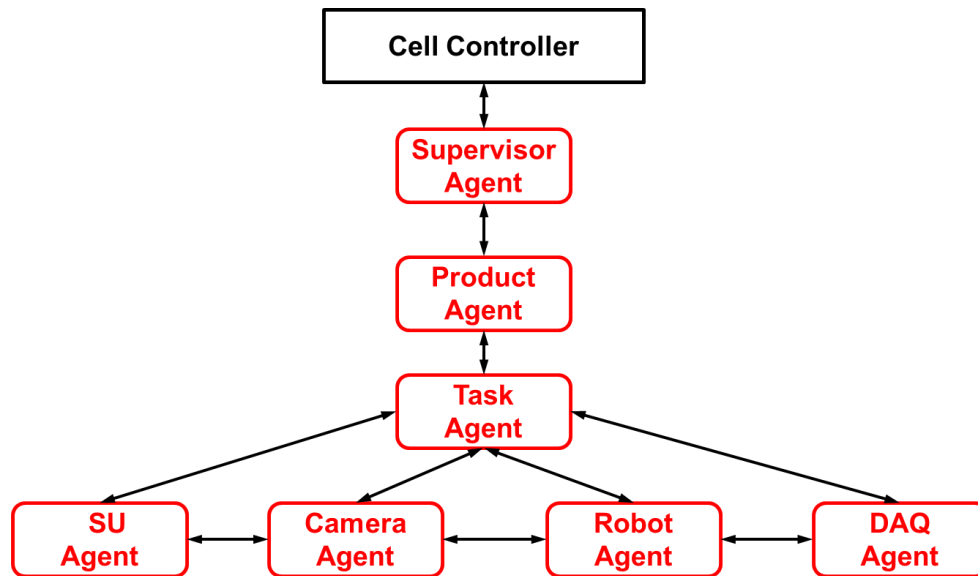 Cell Controller
Supervisor
Agent
Product
Agent
Task
Agent
SU
Agent
Camera
Agent
Robot
Agent
DAQ
Agent